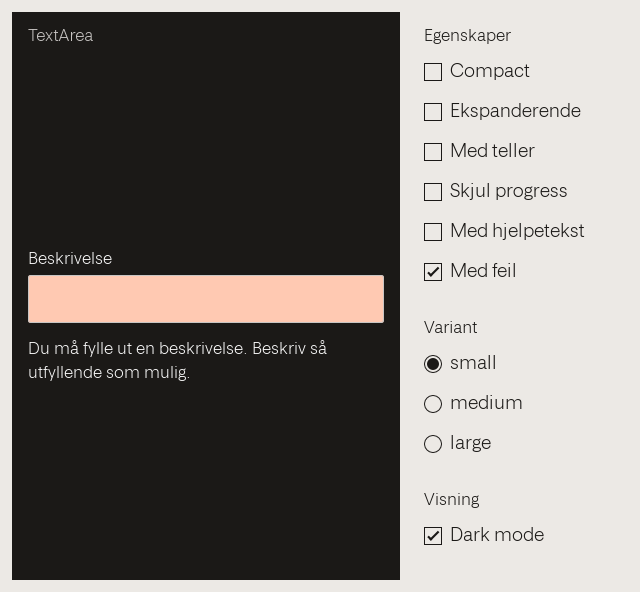 TextArea
Beskrivelse
Du må fylle ut en beskrivelse. Beskriv så
utfyllende som mulig.
Egenskaper
Compact
Ekspanderende
Med teller
Skjul progress
Med hjelpetekst
Med feil
Variant
small
medium
large
Visning
Dark mode